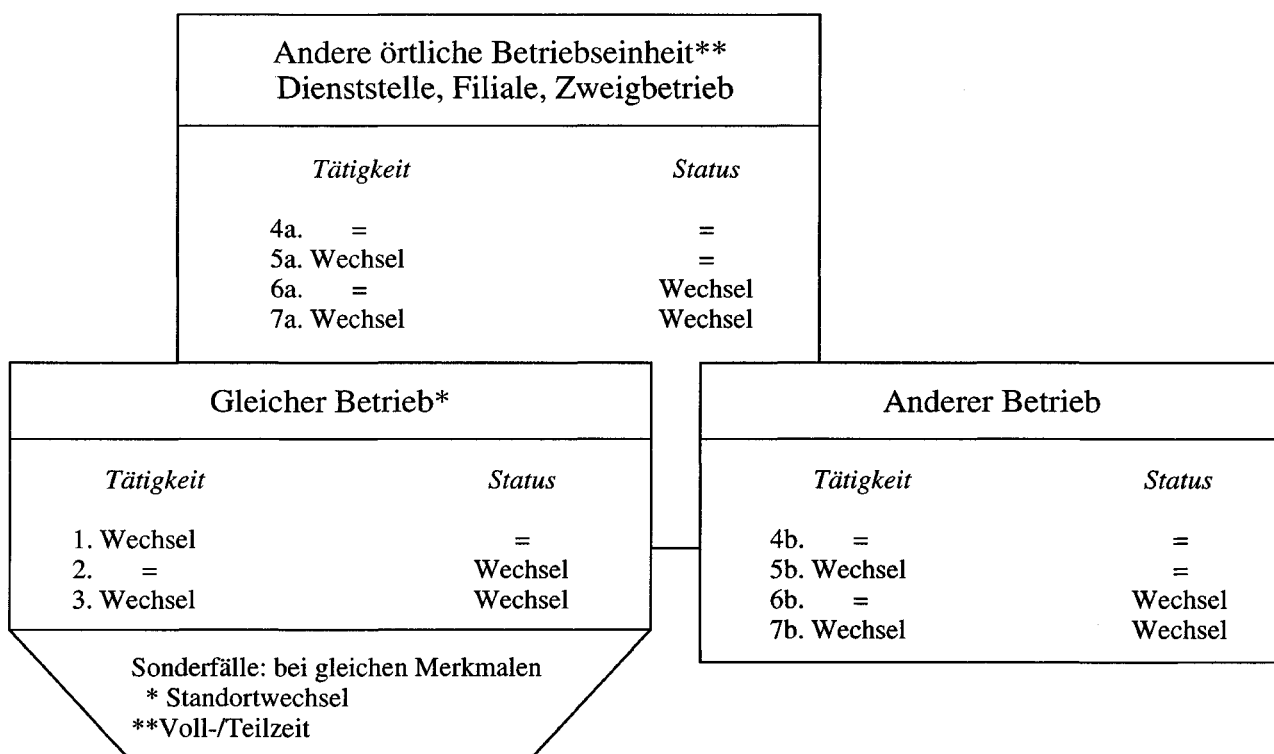 Andere örtliche Betriebseinheit**
Dienststelle, Filiale, Zweigbetrieb
Tätigkeit Status
4a. = =
5a. Wechsel =
6a. = Wechsel
7a. Wechsel Wechsel
Gleicher Betrieb*
Tätigkeit Status
1. Wechsel =
2. = Wechsel
3. Wechsel Wechsel
Sonderfälle: bei gleichen Merkmalen
* Standortwechsel
**Voll-/Teilzeit
Anderer Betrieb
Tätigkeit Status
4b. = =
5b. Wechsel =
6b. = Wechsel
7b. Wechsel Wechsel